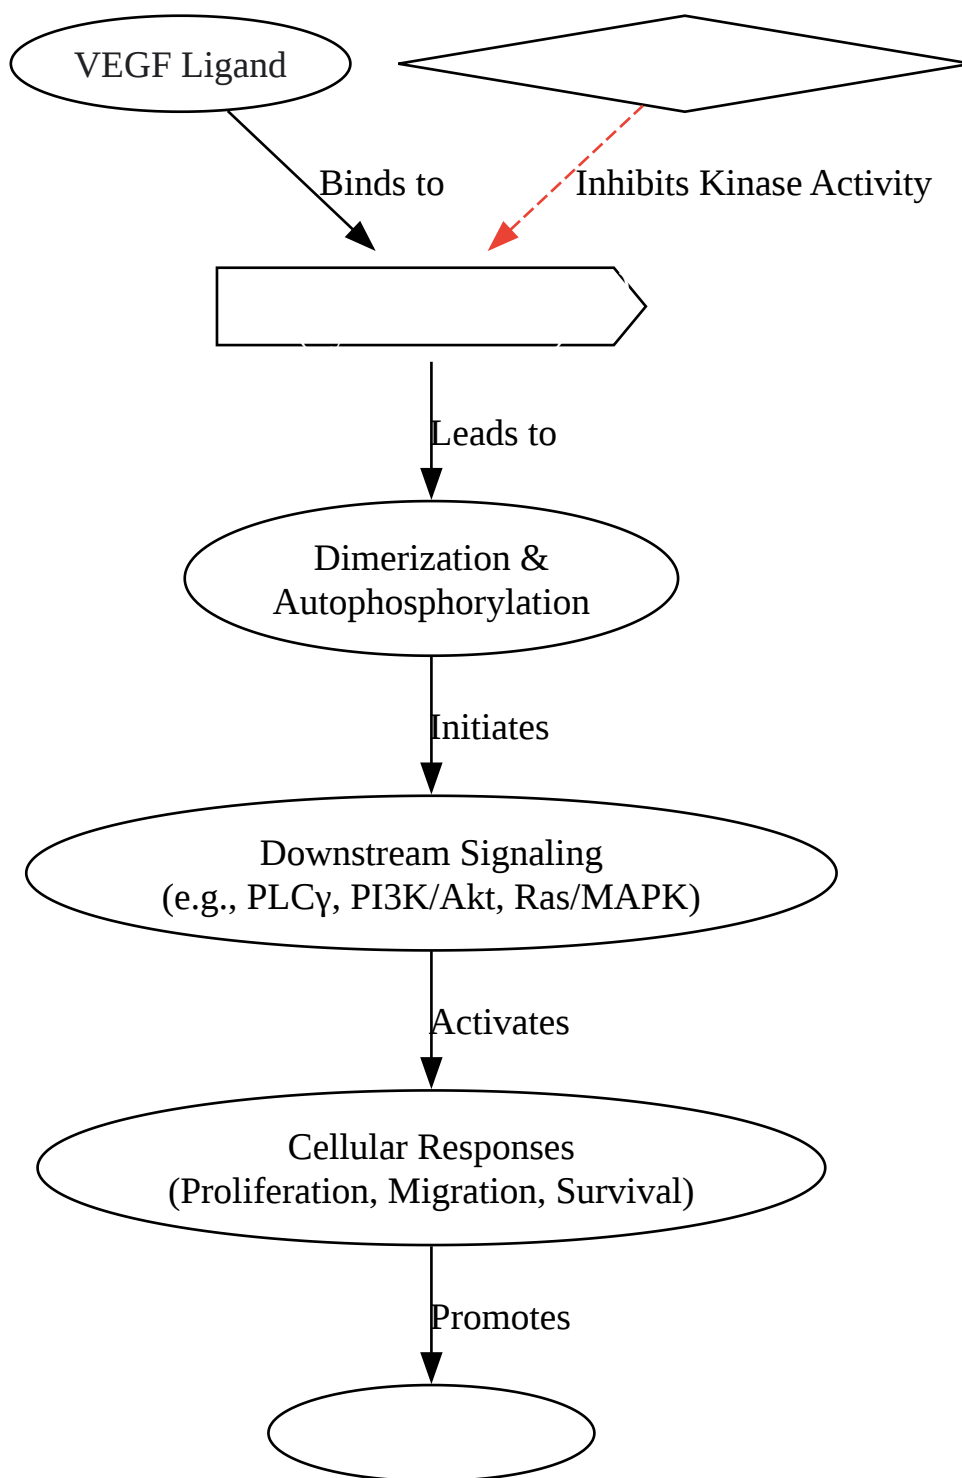 VEGF Ligand
Binds to
Inhibits Kinase Activity
Leads to
Dimerization &
Autophosphorylation
Initiates
Downstream Signaling
(e.g., PLCγ, PI3K/Akt, Ras/MAPK)
Activates
Cellular Responses
(Proliferation, Migration, Survival)
Promotes